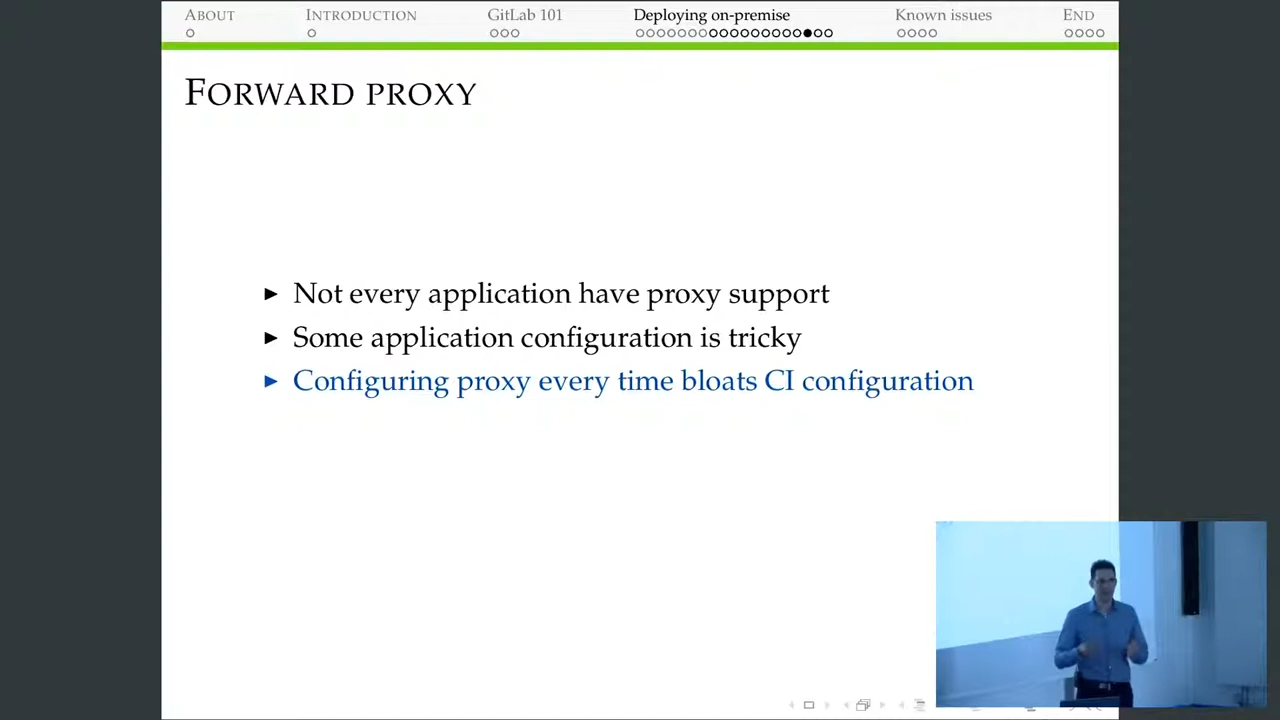 ABOUT INTRODUCTION GitLab 101 Deploying on-premise Known issues END
FORWARD PROXY
Not every application have proxy support
Some application configuration is tricky
Configuring proxy every time bloats CI configuration